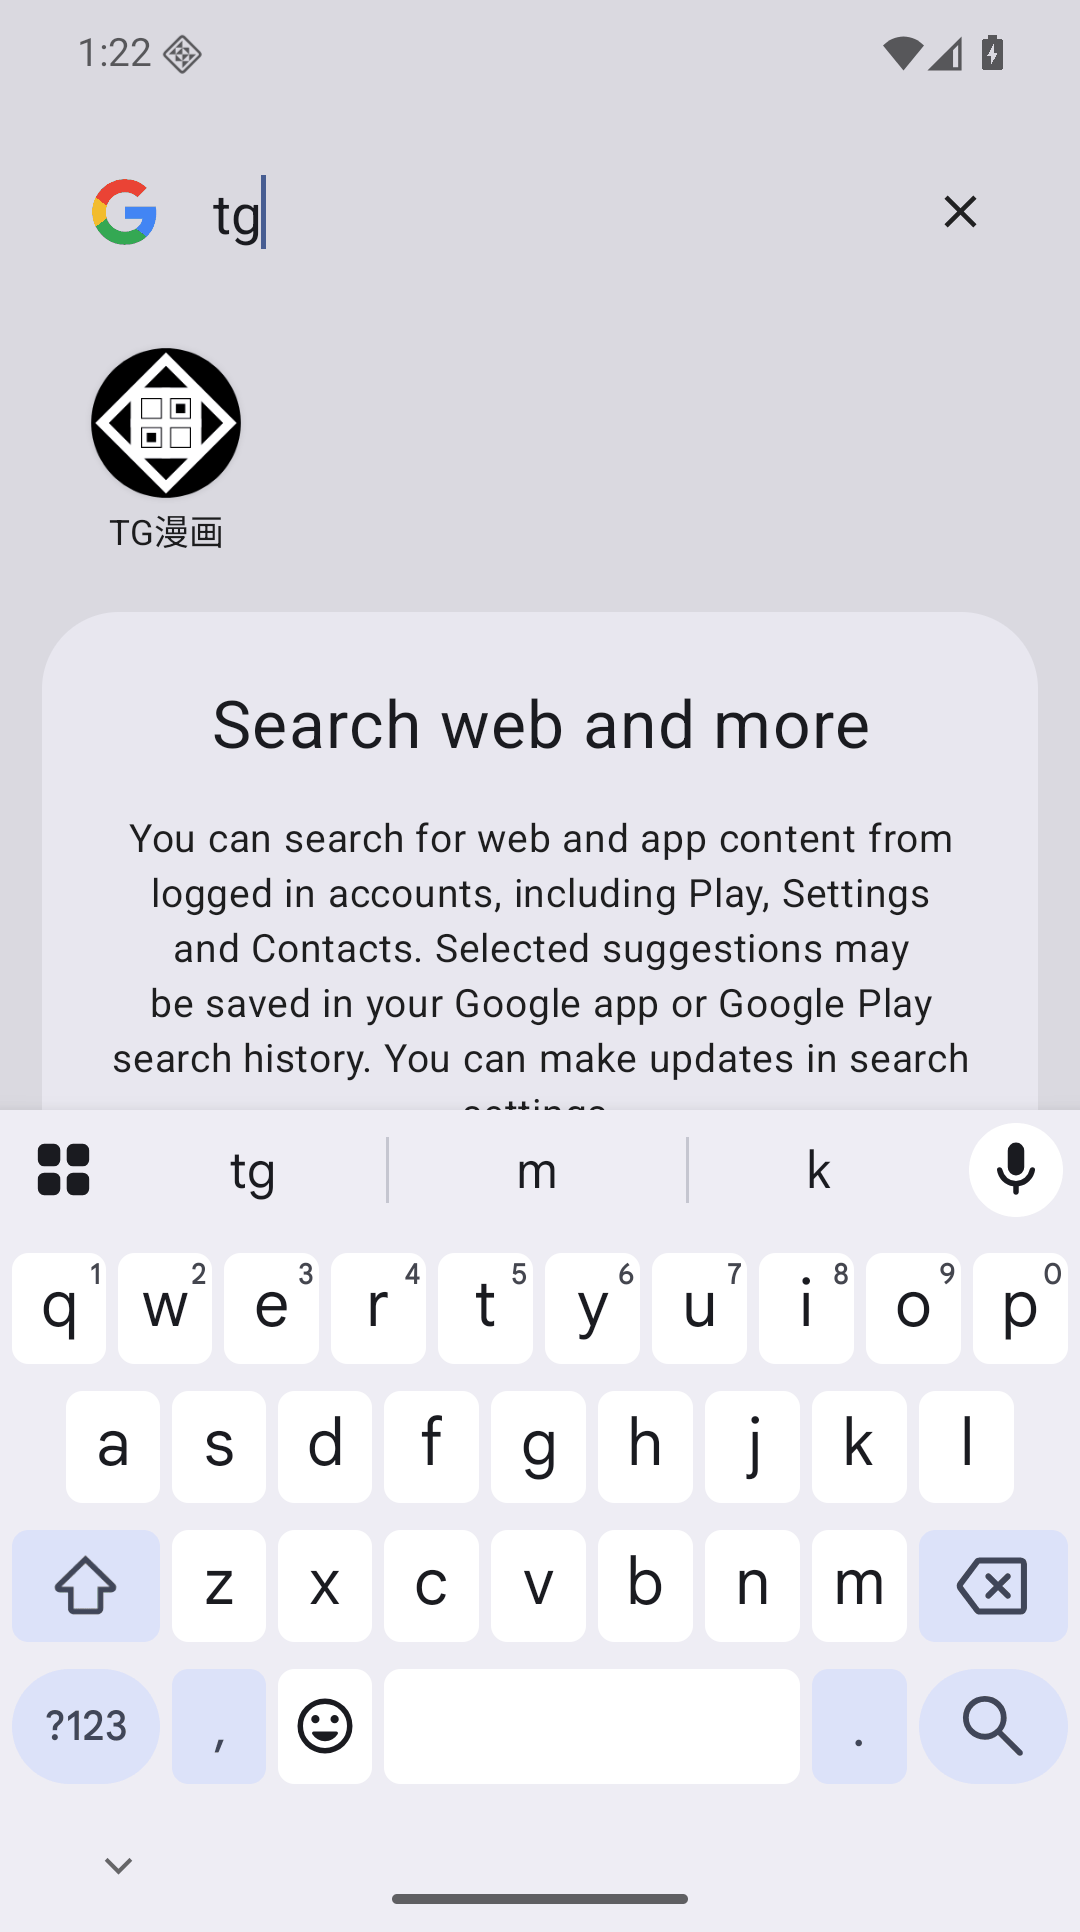 1:22
tg
TG漫画
Search web and more
You can search for web and app content from
logged in accounts, including Play, Settings
and Contacts. Selected suggestions may
be saved in your Google app or Google Play
search history. You can make updates in search
settings.
tg m k
q 1 w 2 e 3 r 4 t 5 y 6 u 7 i 8 o 9 p 0
a s d f g h j k l
z x c v b n m
?123 , .